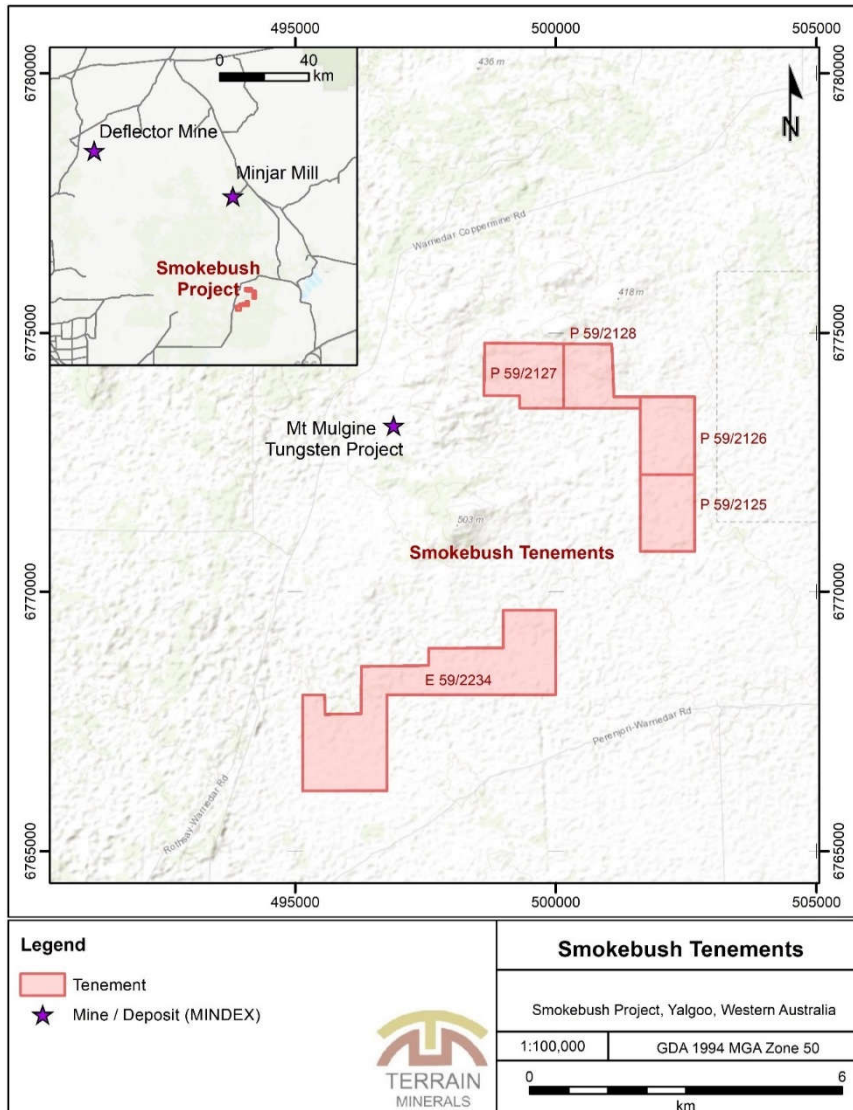 495000
500000
505000
6780000
6780000
0
40
km
436 m
N
Deflector Mine
Minjar Mill
Smokebush
Project
Warriedar Coppermine Rd
418 m
6775000
6775000
P 59/2128
P 59/2127
Mt Mulgine
Tungsten Project
P 59/2126
P 59/2125
503 m
Smokebush Tenements
6770000
6770000
E 59/2234
Perenjori-Warriedar Rd
Rothsay Warriedar Rd
6765000
6765000
495000
500000
505000
Legend
Tenement
Mine / Deposit (MINDEX)
TERRAIN
MINERALS
Smokebush Tenements
Smokebush Project, Yalgoo, Western Australia
1:100,000
GDA 1994 MGA Zone 50
0
6
km